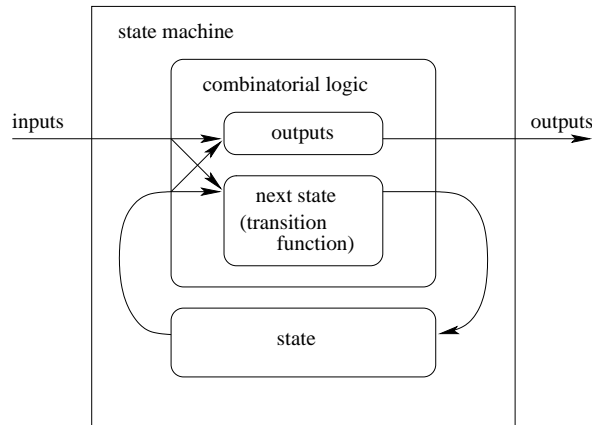 state machine
combinatorial logic
inputs
outputs
outputs
next state
(transition
function)
state